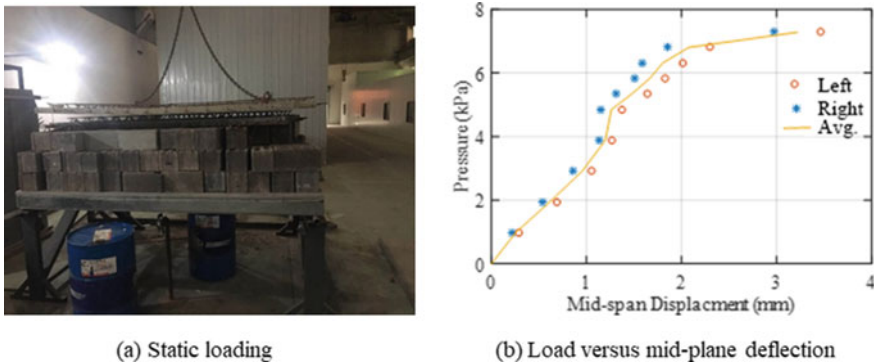 8
6
4
2
0
0 1 2 3 4
Pressure (kPa)
Mid-span Displacment (mm)
Left
Right
Avg.
(a) Static loading
(b) Load versus mid-plane deflection